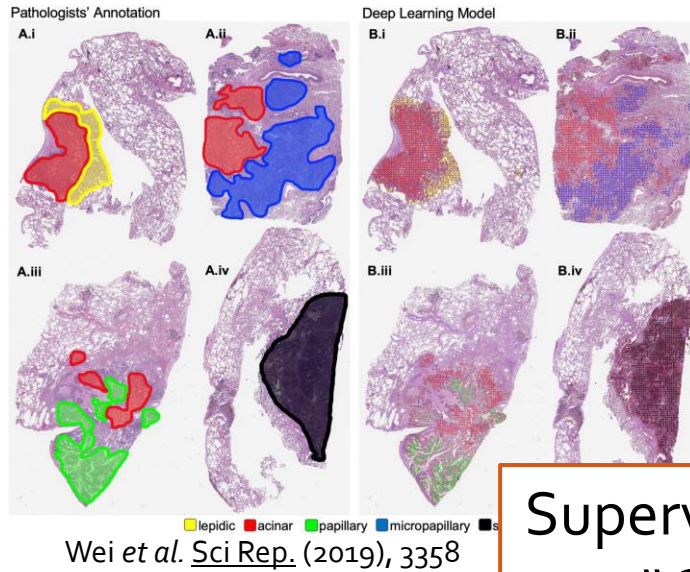 Pathologists' Annotation
Deep Learning Model
A.i
A.ii
B.i
B.ii
A.iii
A.iv
B.iii
B.iv
lepidic acinar papillary micropapillary s
Superv
Wei et al. Sci Rep. (2019), 3358